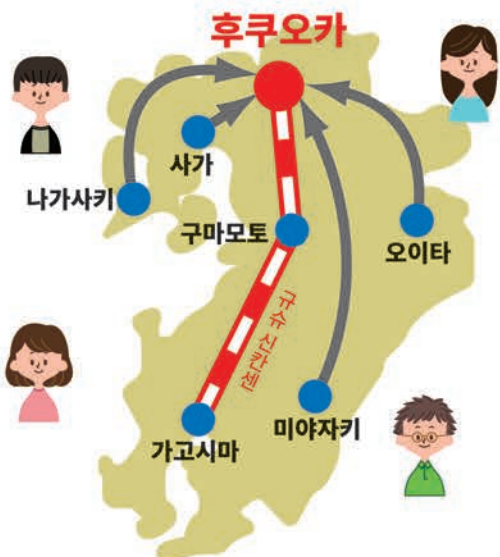 후쿠오카
사가
나가사키
구마모토
오이타
규슈 신칸센
미야자키
가고시마